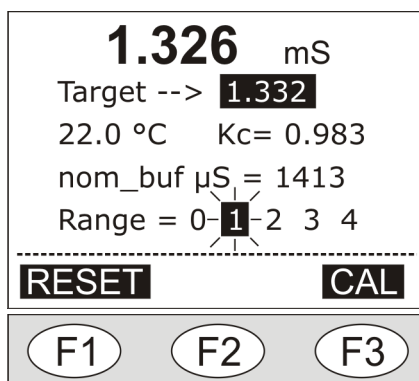 1.326 mS
Target --> 1.332
22.0 °C Kc= 0.983
nom_buf µS = 1413
Range = 0-1-2 3 4
RESET CAL
F1 F2 F3